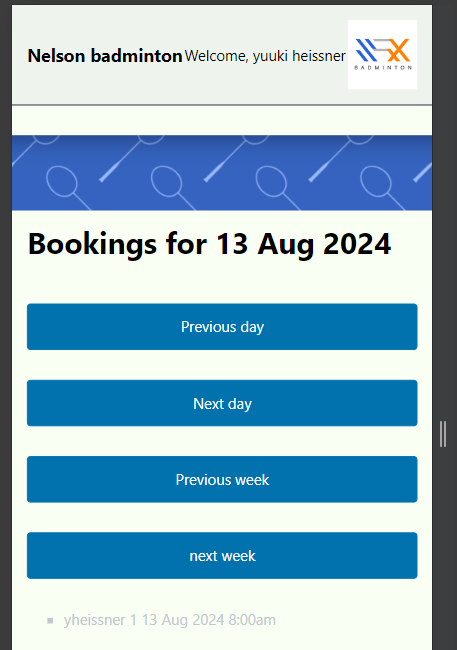 Nelson badminton Welcome, yuuki heissner
BADMINTON
Bookings for 13 Aug 2024
Previous day
Next day
Previous week
next week
yheissner 1 13 Aug 2024 8:00am